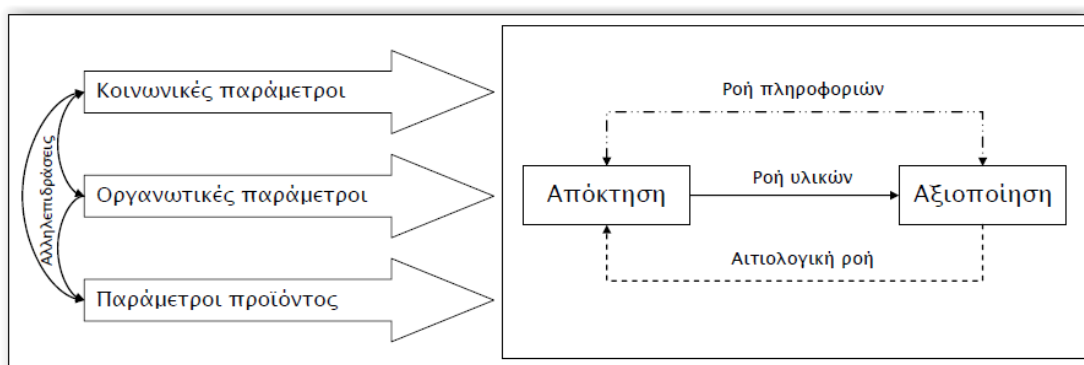 Κοινωνικές παράμετροι
Οργανωτικές παράμετροι
Παράμετροι προϊόντος
Αλληλεπιδράσεις
Ροή πληροφοριών
Απόκτηση
Ροή υλικών
Αξιοποίηση
Αιτιολογική ροή